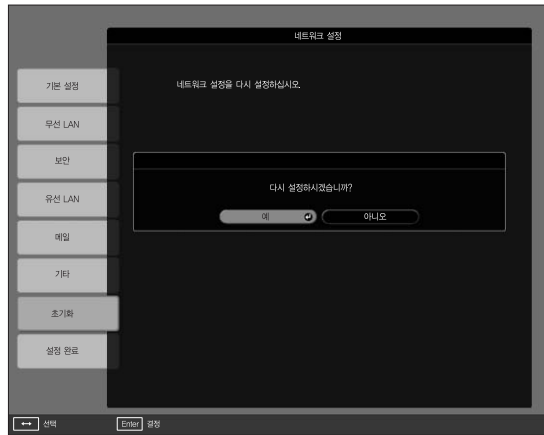 네트워크 설정
기본 설정
네트워크 설정을 다시 설정하십시오.
무선 LAN
보안
다시 설정하시겠습니까?
유선 LAN
예
아니오
메일
기타
초기화
설정 완료
선택
Enter 결정